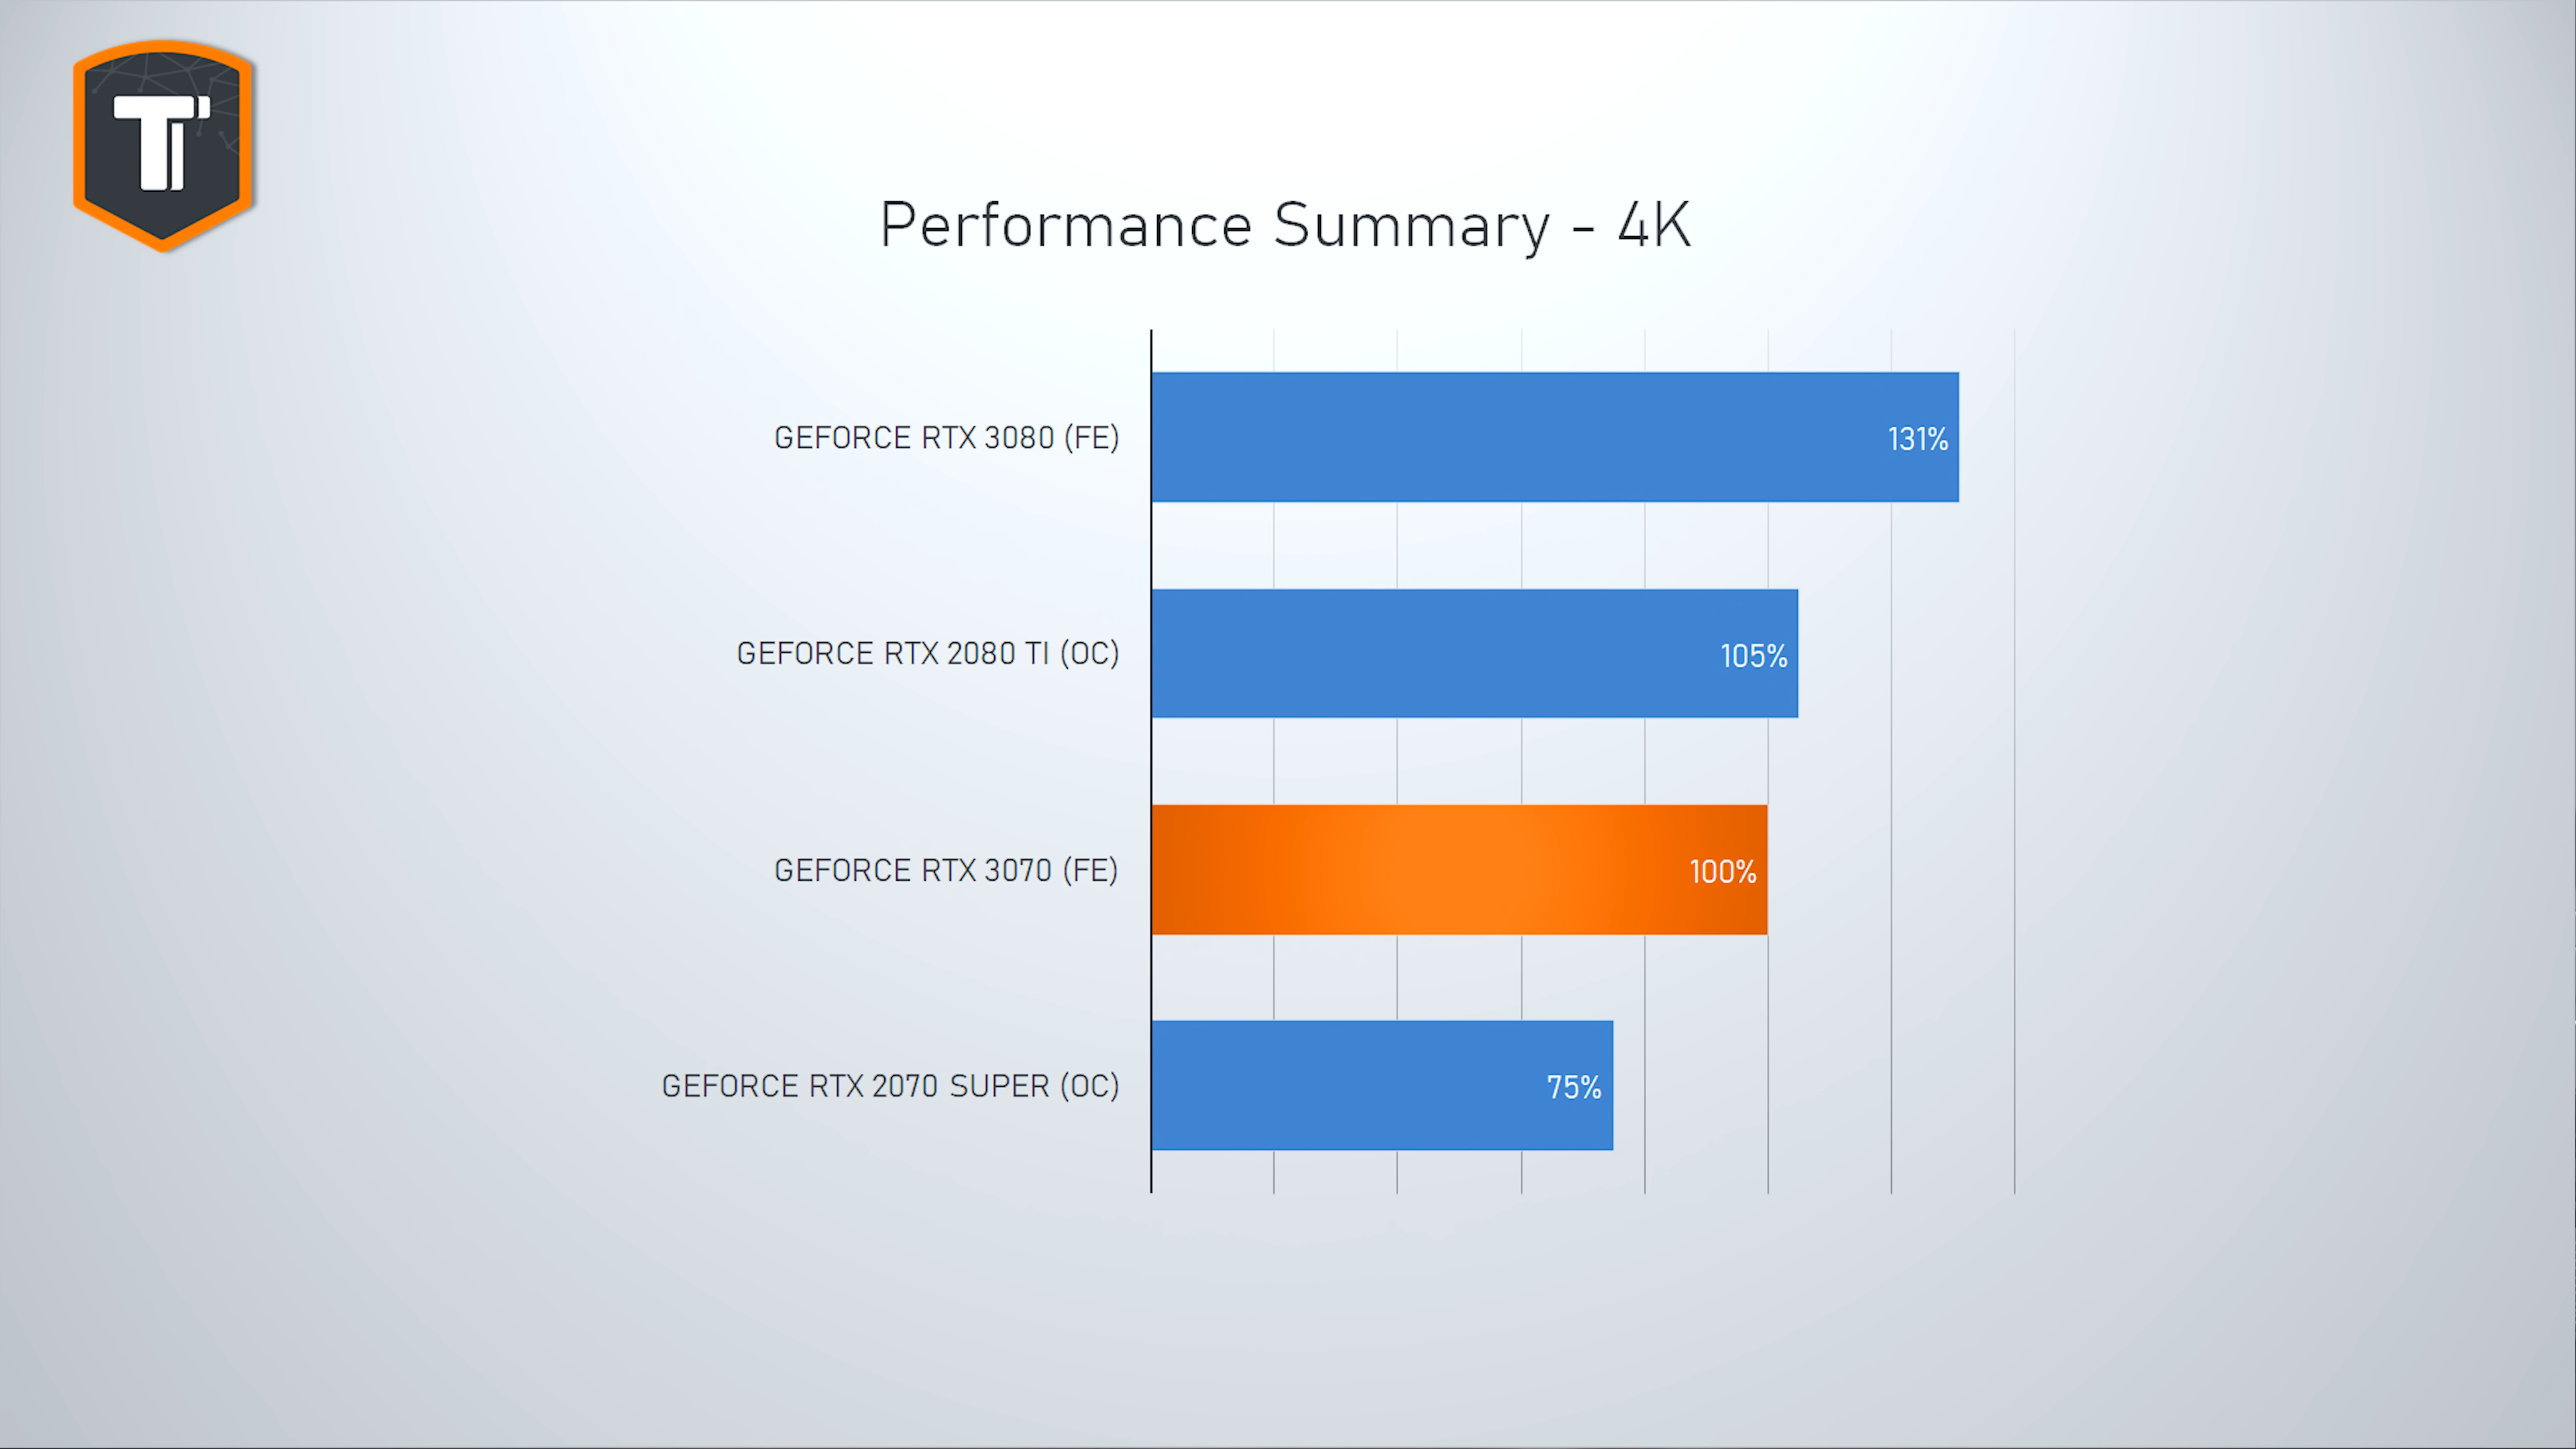 Ti
Performance Summary - 4K
GEFORCE RTX 3080 (FE)
131%
GEFORCE RTX 2080 TI (OC)
105%
GEFORCE RTX 3070 (FE)
100%
GEFORCE RTX 2070 SUPER (OC)
75%